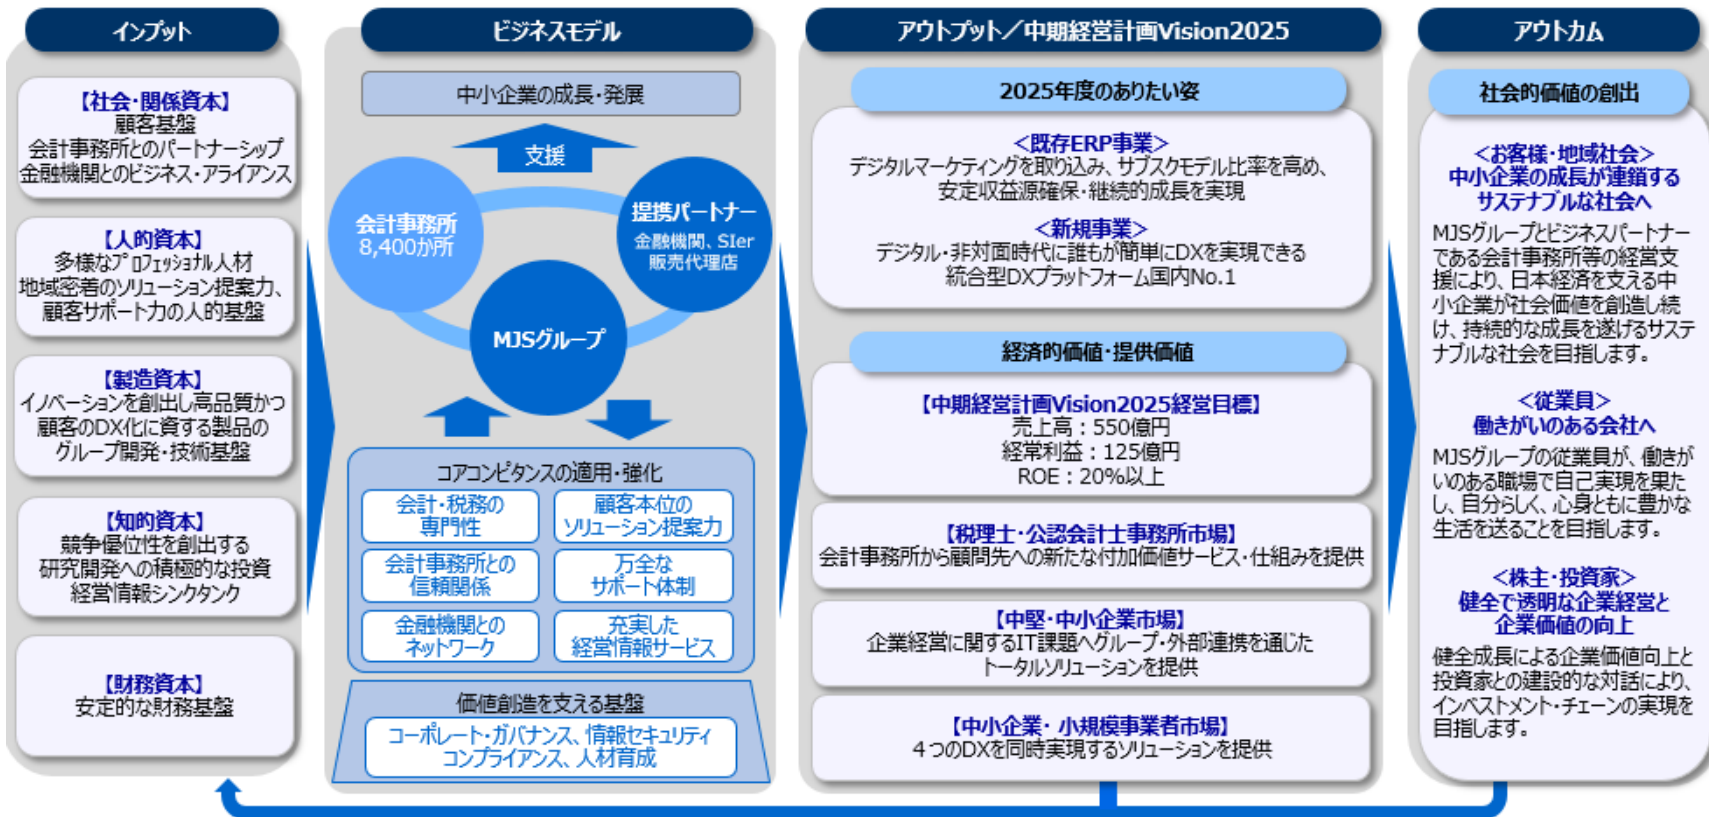 インプット
【社会・関係資本】
顧客基盤
会計事務所とのパートナーシップ
金融機関とのビジネス・アライアンス
【人的資本】
多様なプロフェッショナル人材
地域密着のソリューション提案力、
顧客サポート力の人的基盤
【製造資本】
イノベーションを創出し高品質かつ
顧客のDX化に資する製品の
グループ開発・技術基盤
【知的資本】
競争優位性を創出する
研究開発への積極的な投資
経営情報シンクタンク
【財務資本】
安定的な財務基盤
ビジネスモデル
中小企業の成長・発展
支援
会計事務所
8,400か所
提携パートナー
金融機関、SIer
販売代理店
MJSグループ
コアコンピタンスの適用・強化
会計・税務の
専門性
顧客本位の
ソリューション提案力
会計事務所との
信頼関係
万全な
サポート体制
金融機関との
ネットワーク
充実した
経営情報サービス
価値創造を支える基盤
コーポレート・ガバナンス、情報セキュリティ
コンプライアンス、人材育成
アウトプット／中期経営計画Vision2025
2025年度のありたい姿
＜既存ERP事業＞
デジタルマーケティングを取り込み、サブスクモデル比率を高め、
安定収益源確保・継続的成長を実現
＜新規事業＞
デジタル・非対面時代に誰もが簡単にDXを実現できる
統合型DXプラットフォーム国内No.1
経済的価値・提供価値
【中期経営計画Vision2025経営目標】
売上高：550億円
経常利益：125億円
ROE：20%以上
【税理士・公認会計士事務所市場】
会計事務所から顧問先への新たな付加価値サービス・仕組みを提供
【中堅・中小企業市場】
企業経営に関するIT課題へグループ・外部連携を通じた
トータルソリューションを提供
【中小企業・ 小規模事業者市場】
４つのDXを同時実現するソリューションを提供
アウトカム
社会的価値の創出
＜お客様・地域社会＞
中小企業の成長が連鎖する
サステナブルな社会へ
MJSグループとビジネスパートナー
である会計事務所等の経営支
援により、日本経済を支える中
小企業が社会価値を創造し続
け、持続的な成長を遂げるサステ
ナブルな社会を目指します。
＜従業員＞
働きがいのある会社へ
MJSグループの従業員が、働きが
いのある職場で自己実現を果た
し、自分らしく、心身ともに豊かな
生活を送ることを目指します。
＜株主・投資家＞
健全で透明な企業経営と
企業価値の向上
健全成長による企業価値向上と
投資家との建設的な対話により、
インベストメント・チェーンの実現を
目指します。